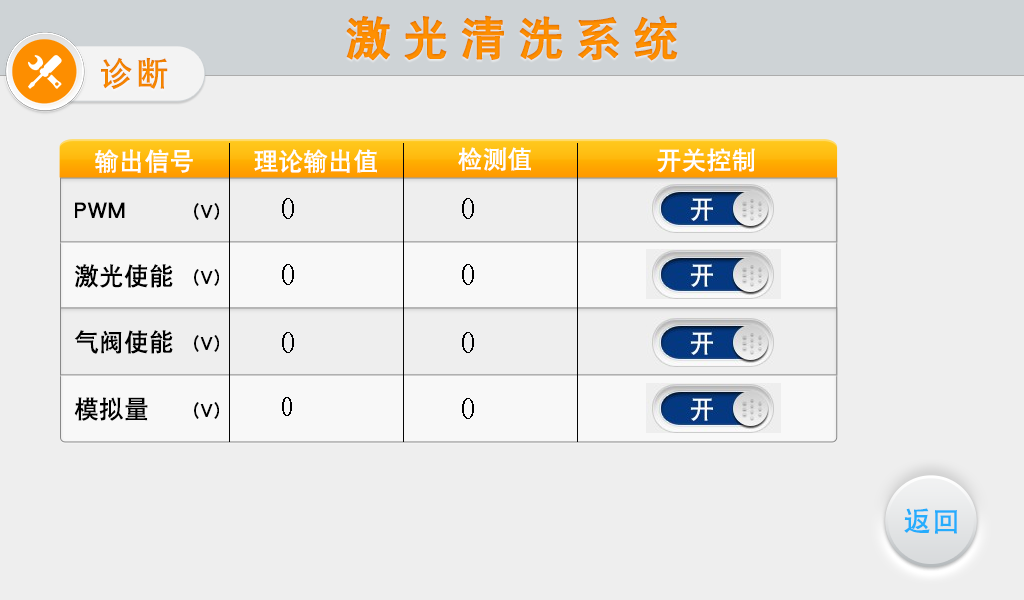 激光清洗系统
诊断
输出信号 理论输出值 检测值 开关控制
PWM (V) 0 0 开
激光使能 (V) 0 0 开
气阀使能 (V) 0 0 开
模拟量 (V) 0 0 开
返回